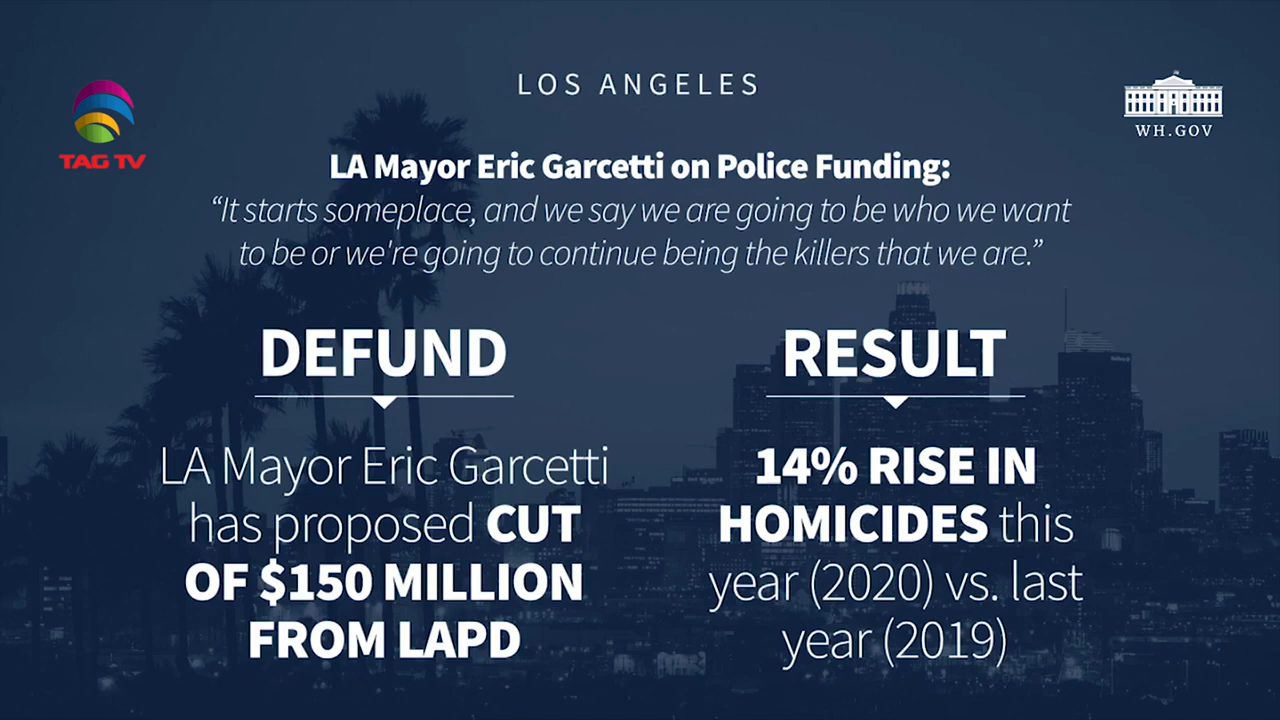 LOS ANGELES
TAG TV
WH.GOV
LA Mayor Eric Garcetti on Police Funding:
“It starts someplace, and we say we are going to be who we want
to be or we're going to continue being the killers that we are.”
DEFUND
LA Mayor Eric Garcetti
has proposed CUT
OF $150 MILLION
FROM LAPD
RESULT
14% RISE IN
HOMICIDES this
year (2020) vs. last
year (2019)